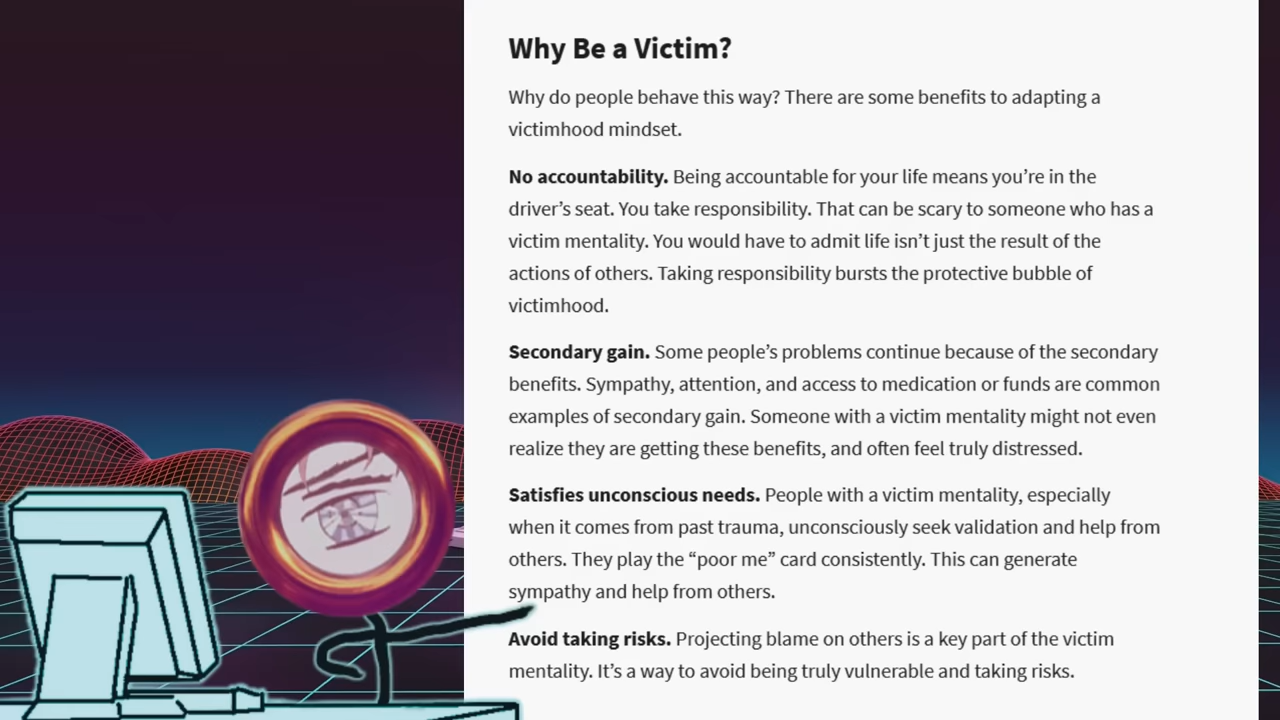 Why Be a Victim?
Why do people behave this way? There are some benefits to adapting a
victimhood mindset.
No accountability. Being accountable for your life means you’re in the
driver’s seat. You take responsibility. That can be scary to someone who has a
victim mentality. You would have to admit life isn’t just the result of the
actions of others. Taking responsibility bursts the protective bubble of
victimhood.
Secondary gain. Some people’s problems continue because of the secondary
benefits. Sympathy, attention, and access to medication or funds are common
examples of secondary gain. Someone with a victim mentality might not even
realize they are getting these benefits, and often feel truly distressed.
Satisfies unconscious needs. People with a victim mentality, especially
when it comes from past trauma, unconsciously seek validation and help from
others. They play the “poor me” card consistently. This can generate
sympathy and help from others.
Avoid taking risks. Projecting blame on others is a key part of the victim
mentality. It’s a way to avoid being truly vulnerable and taking risks.